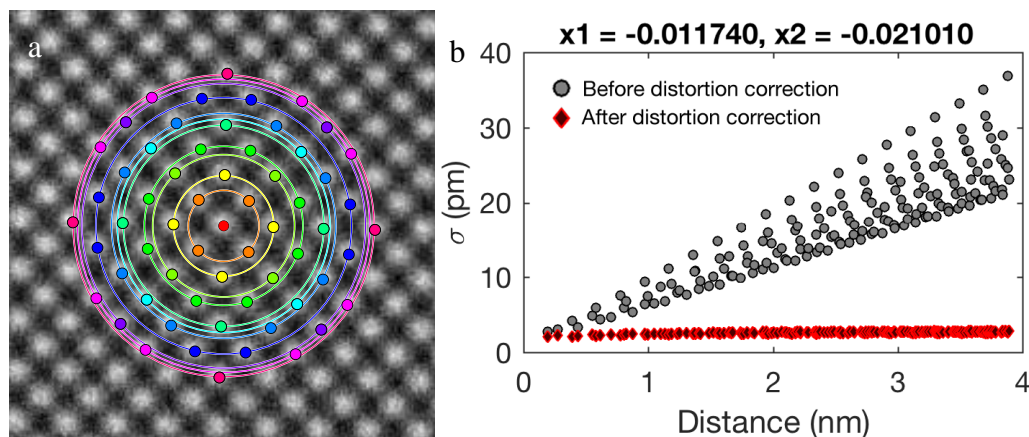 a
b
x1 = -0.011740, x2 = -0.021010
40
30
20
10
0
σ (pm)
Before distortion correction
After distortion correction
0 1 2 3 4
Distance (nm)